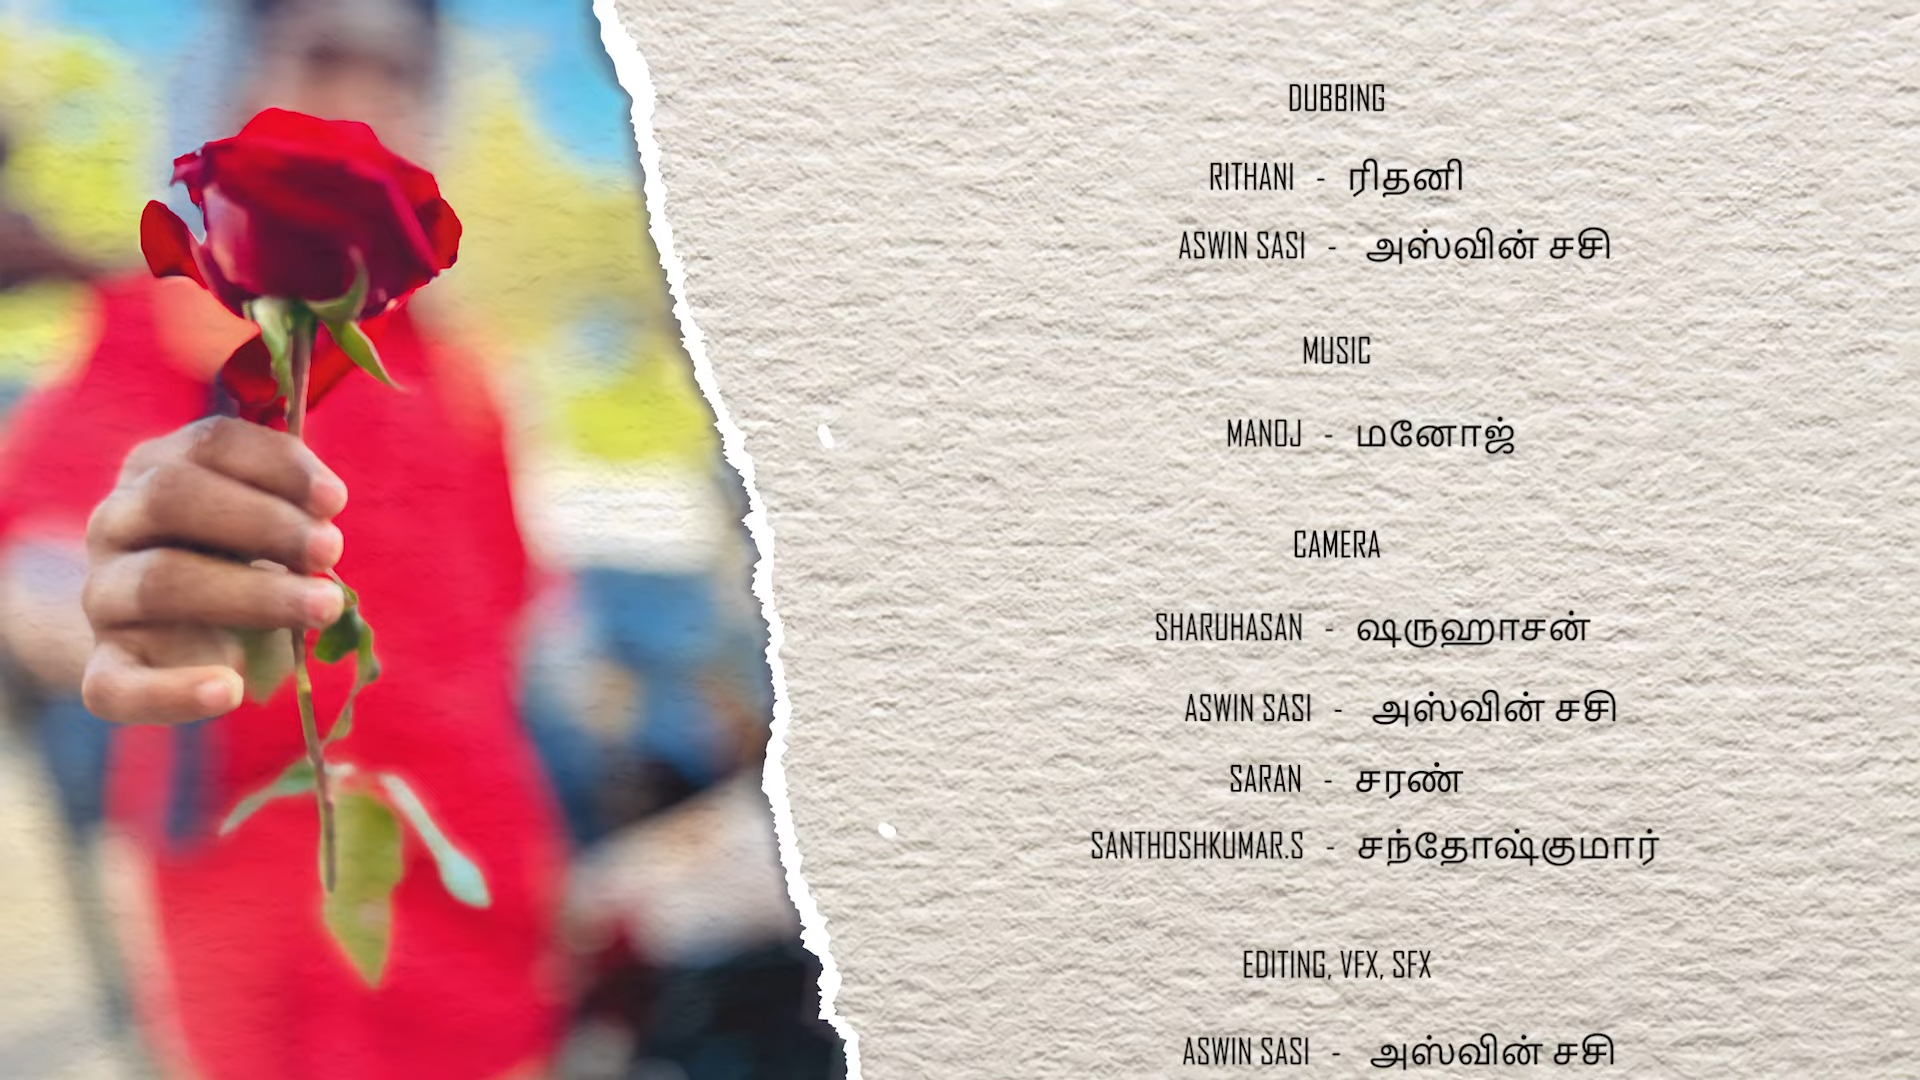 DUBBING
RITHANI - ரிதனி
ASWIN SASI - அஸ்வின் சசி
MUSIC
MANOJ - மனோஜ்
CAMERA
SHARUHASAN - ஷருஹாசன்
ASWIN SASI - அஸ்வின் சசி
SARAN - சரண்
SANTHOSHKUMAR.S - சந்தோஷ்குமார்
EDITING, VFX, SFX
ASWIN SASI - அஸ்வின் சசி